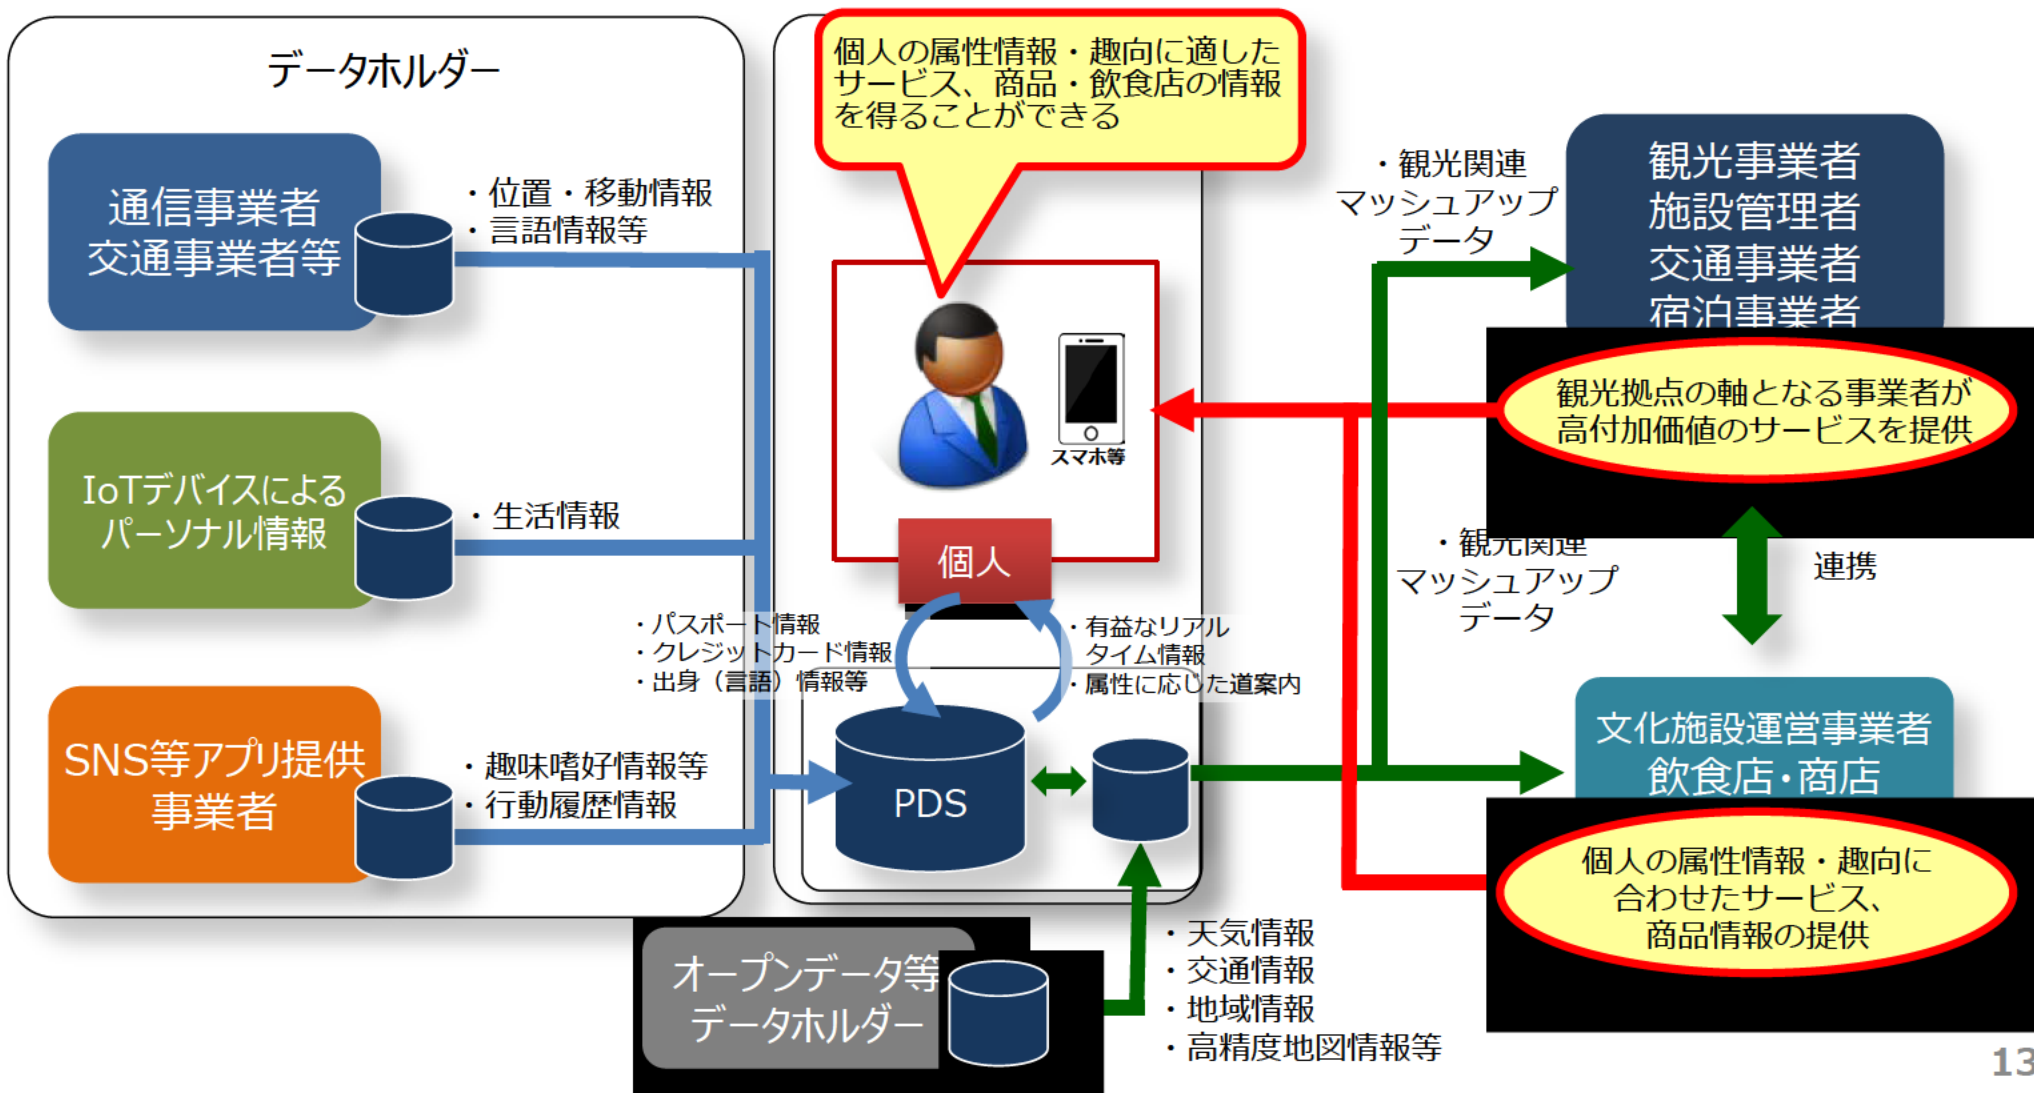 データホルダー
通信事業者
交通事業者等
・位置・移動情報
・言語情報等
IoTデバイスによる
パーソナル情報
・生活情報
SNS等アプリ提供
事業者
・趣味嗜好情報等
・行動履歴情報
個人の属性情報・趣向に適した
サービス、商品・飲食店の情報
を得ることができる
スマホ等
個人
・パスポート情報
・クレジットカード情報
・出身（言語）情報等
・有益なリアル
タイム情報
・属性に応じた道案内
PDS
オープンデータ等
データホルダー
・天気情報
・交通情報
・地域情報
・高精度地図情報等
・観光関連
マッシュアップ
データ
観光事業者
施設管理者
交通事業者
宿泊事業者
観光拠点の軸となる事業者が
高付加価値のサービスを提供
・観光関連
マッシュアップ
データ
連携
文化施設運営事業者
飲食店・商店
個人の属性情報・趣向に
合わせたサービス、
商品情報の提供
13